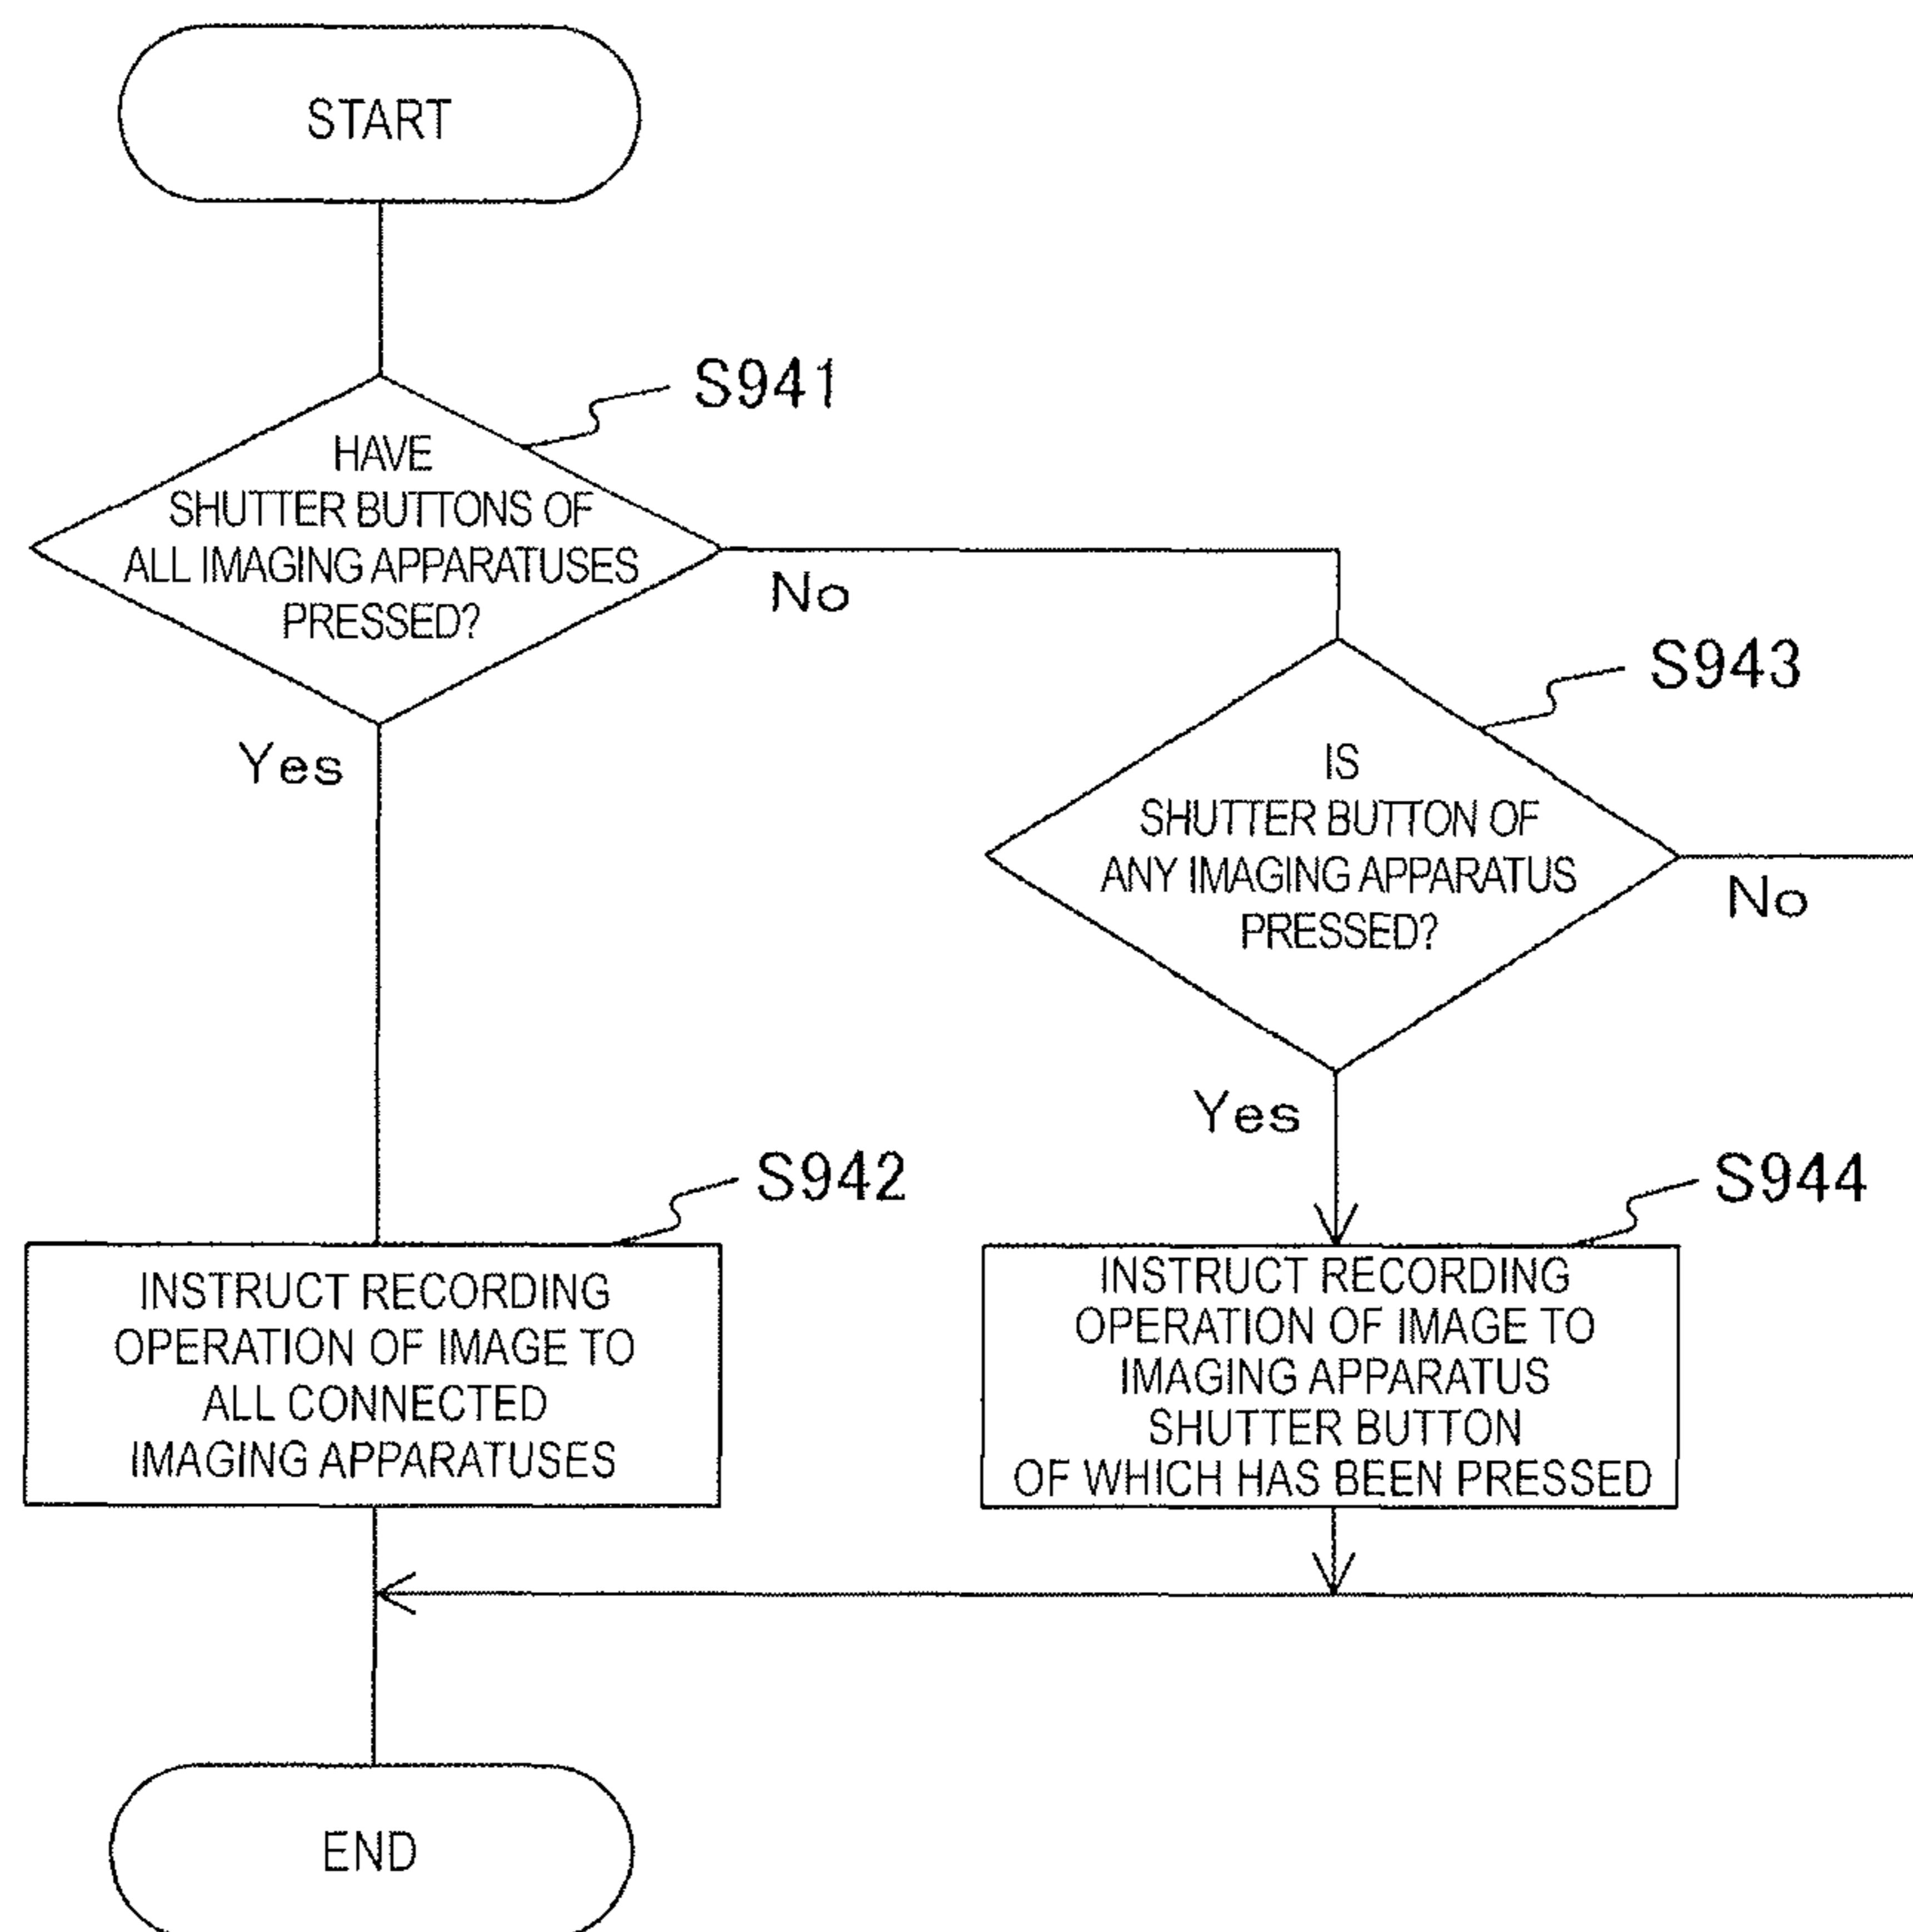 START
S941
HAVE
SHUTTER BUTTONS OF
ALL IMAGING APPARATUSES
PRESSED?
No
Yes
S943
IS
SHUTTER BUTTON OF
ANY IMAGING APPARATUS
PRESSED?
No
Yes
S942
INSTRUCT RECORDING
OPERATION OF IMAGE TO
ALL CONNECTED
IMAGING APPARATUSES
S944
INSTRUCT RECORDING
OPERATION OF IMAGE TO
IMAGING APPARATUS
SHUTTER BUTTON
OF WHICH HAS BEEN PRESSED
END